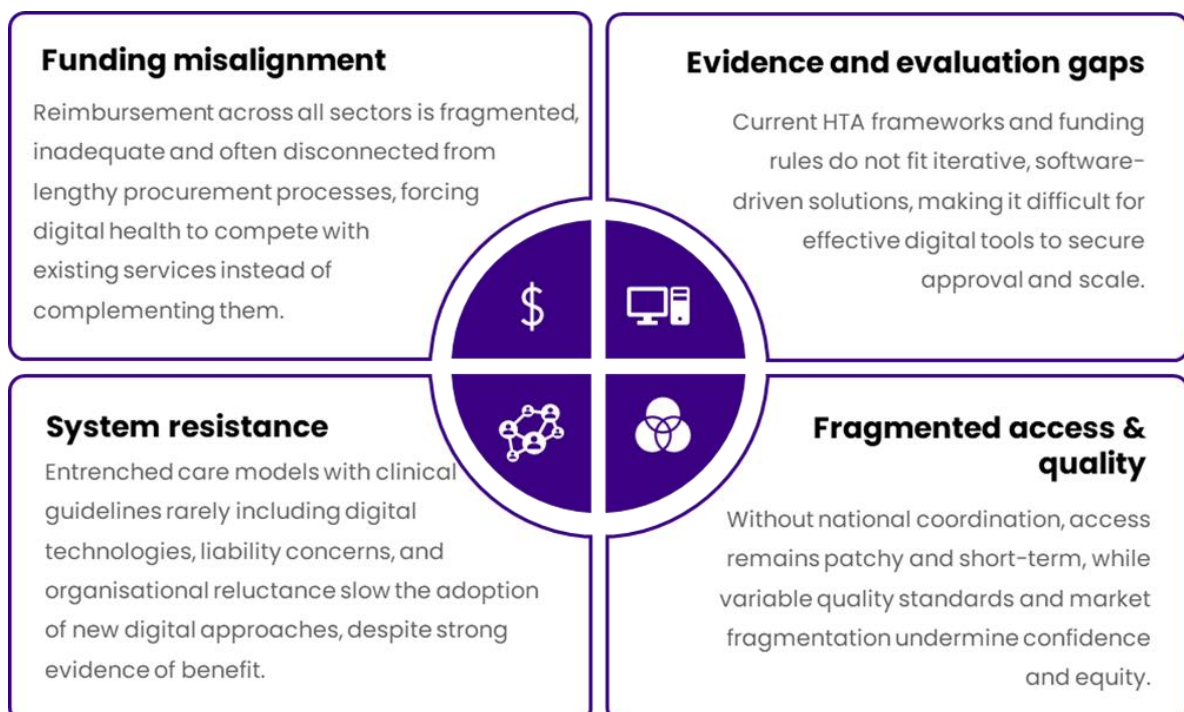 Funding misalignment
Reimbursement across all sectors is fragmented,
inadequate and often disconnected from
lengthy procurement processes, forcing
digital health to compete with
existing services instead of
complementing them.
Evidence and evaluation gaps
Current HTA frameworks and funding
rules do not fit iterative, software-
driven solutions, making it difficult for
effective digital tools to secure
approval and scale.
$
System resistance
Entrenched care models with clinical
guidelines rarely including digital
technologies, liability concerns, and
organisational reluctance slow the adoption
of new digital approaches, despite strong
evidence of benefit.
Fragmented access &
quality
Without national coordination, access
remains patchy and short-term, while
variable quality standards and market
fragmentation undermine confidence
and equity.